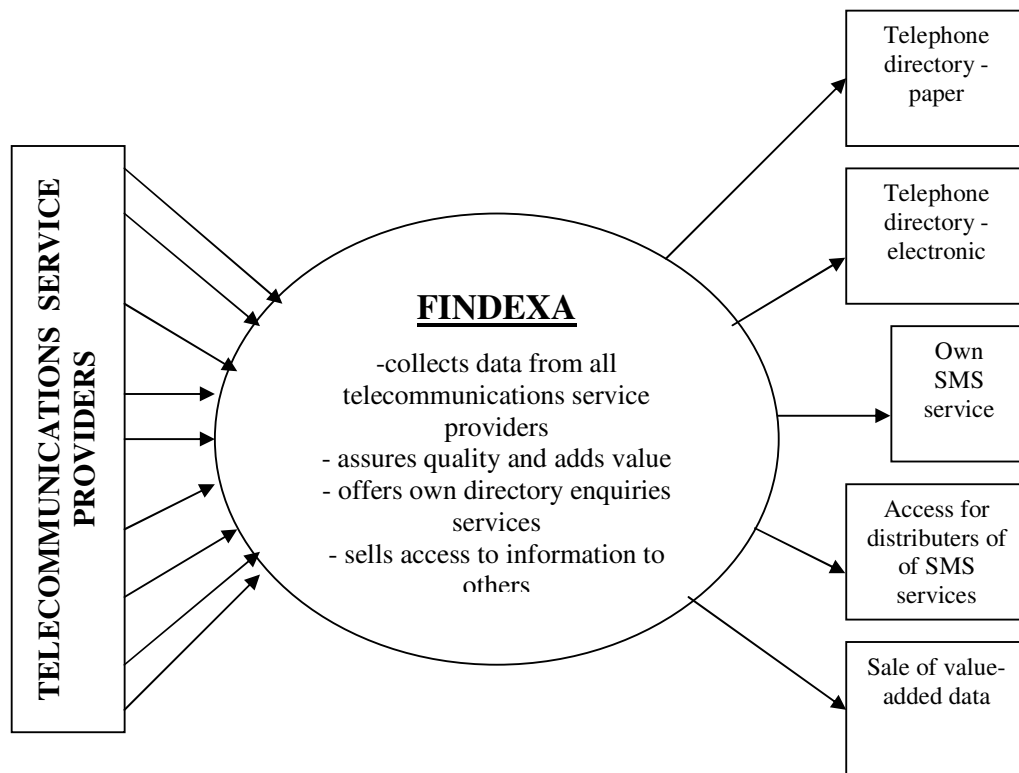 TELECOMMUNICATIONS SERVICE
PROVIDERS
FINDEXA
-collects data from all
telecommunications service
providers
- assures quality and adds value
- offers own directory enquiries
services
- sells access to information to
others
Telephone
directory -
paper
Telephone
directory -
electronic
Own
SMS
service
Access for
distributers of
of SMS
services
Sale of value-
added data